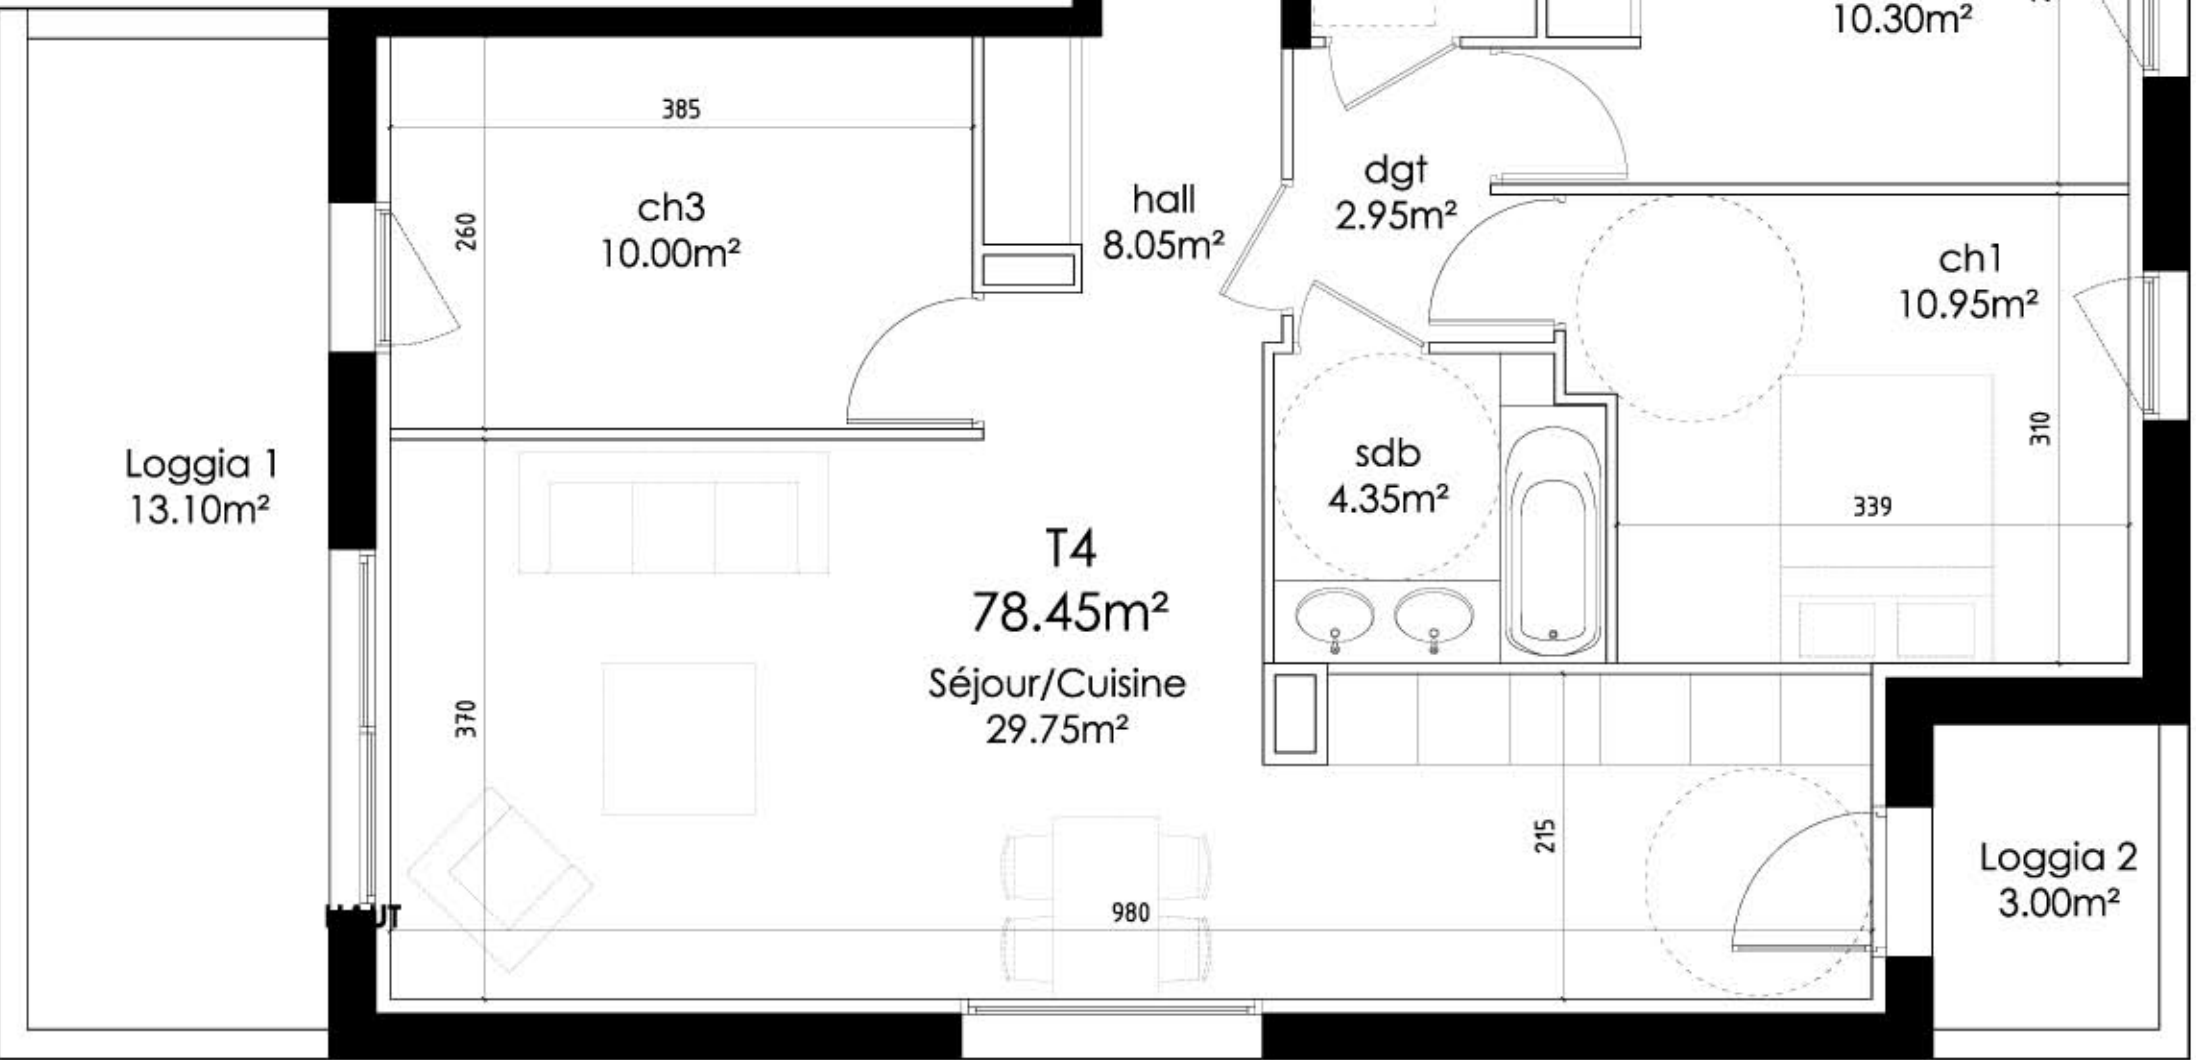 10.30m²
385
ch3
10.00m²
260
hall
8.05m²
dgt
2.95m²
ch1
10.95m²
310
339
Loggia 1
13.10m²
sdb
4.35m²
T4
78.45m²
Séjour/Cuisine
29.75m²
370
215
980
Loggia 2
3.00m²